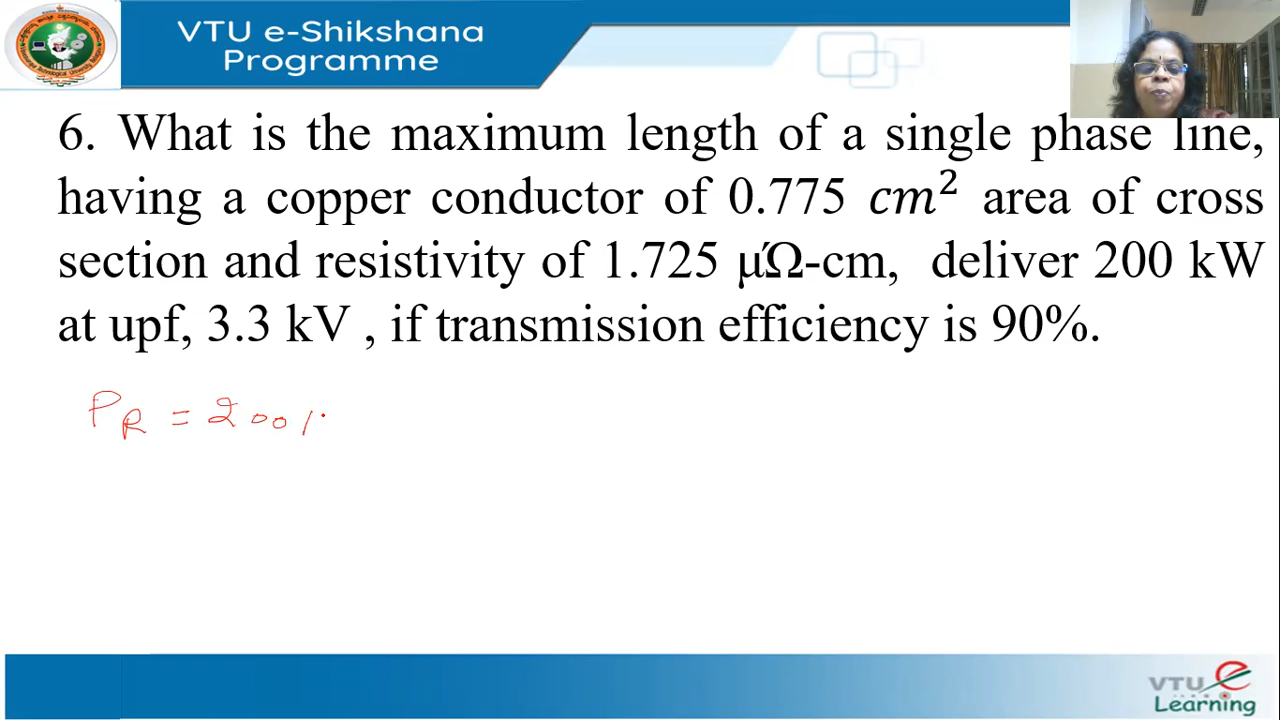 VTU e-Shikshana
Programme
6. What is the maximum length of a single phase line,
having a copper conductor of 0.775 cm² area of cross
section and resistivity of 1.725 μΏ-cm, deliver 200 kW
at upf, 3.3 kV , if transmission efficiency is 90%.
P_R = 200
VTU e
Learning